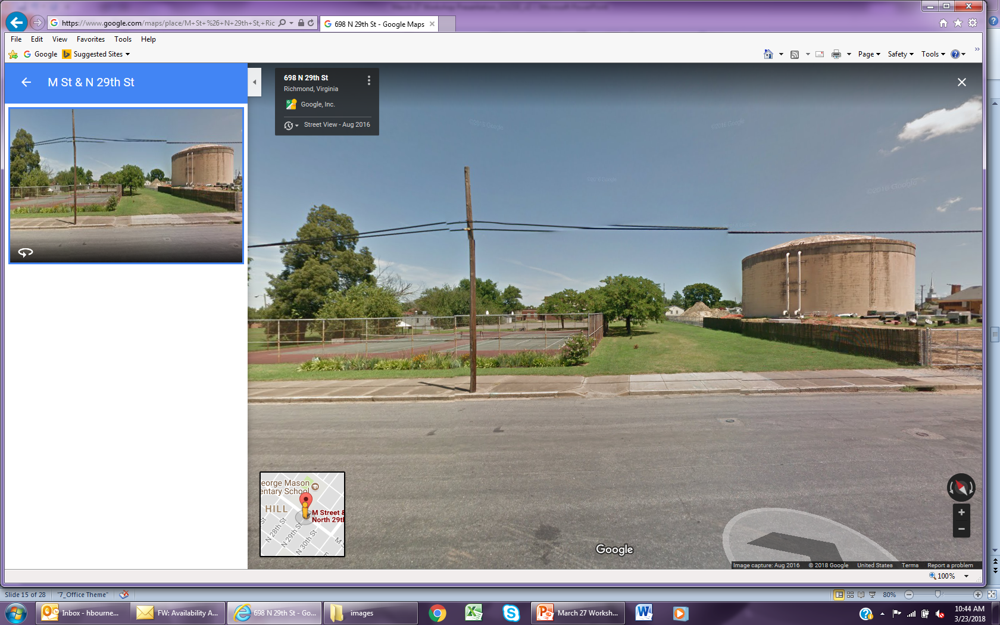 https://www.google.com/maps/place/M+St+%26+N+29th+St,+Ric
698 N 29th St - Google Maps
File Edit View Favorites Tools Help
Google Suggested Sites
Page Safety Tools
M St & N 29th St
698 N 29th St
Richmond, Virginia
Google, Inc.
Street View - Aug 2016
eorge Mason
entary School
HILL
M Street &
North 29th
N 28th St
N 29th St
N 30th St
M S
Google
Image capture: Aug 2016 © 2018 Google United States Terms Report a problem
100%
Slide 15 of 28 "7_Office Theme" 80%
Inbox - hbourne... FW: Availability A... 698 N 29th St - Go... images March 27 Worksh...
10:44 AM
3/23/2018